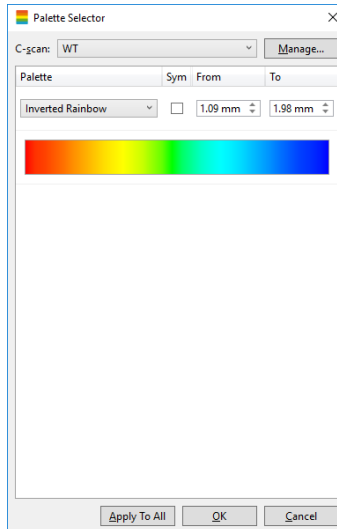 Palette Selector
C-scan: WT Manage...
Palette Sym From To
Inverted Rainbow 1.09 mm 1.98 mm
Apply To All OK Cancel